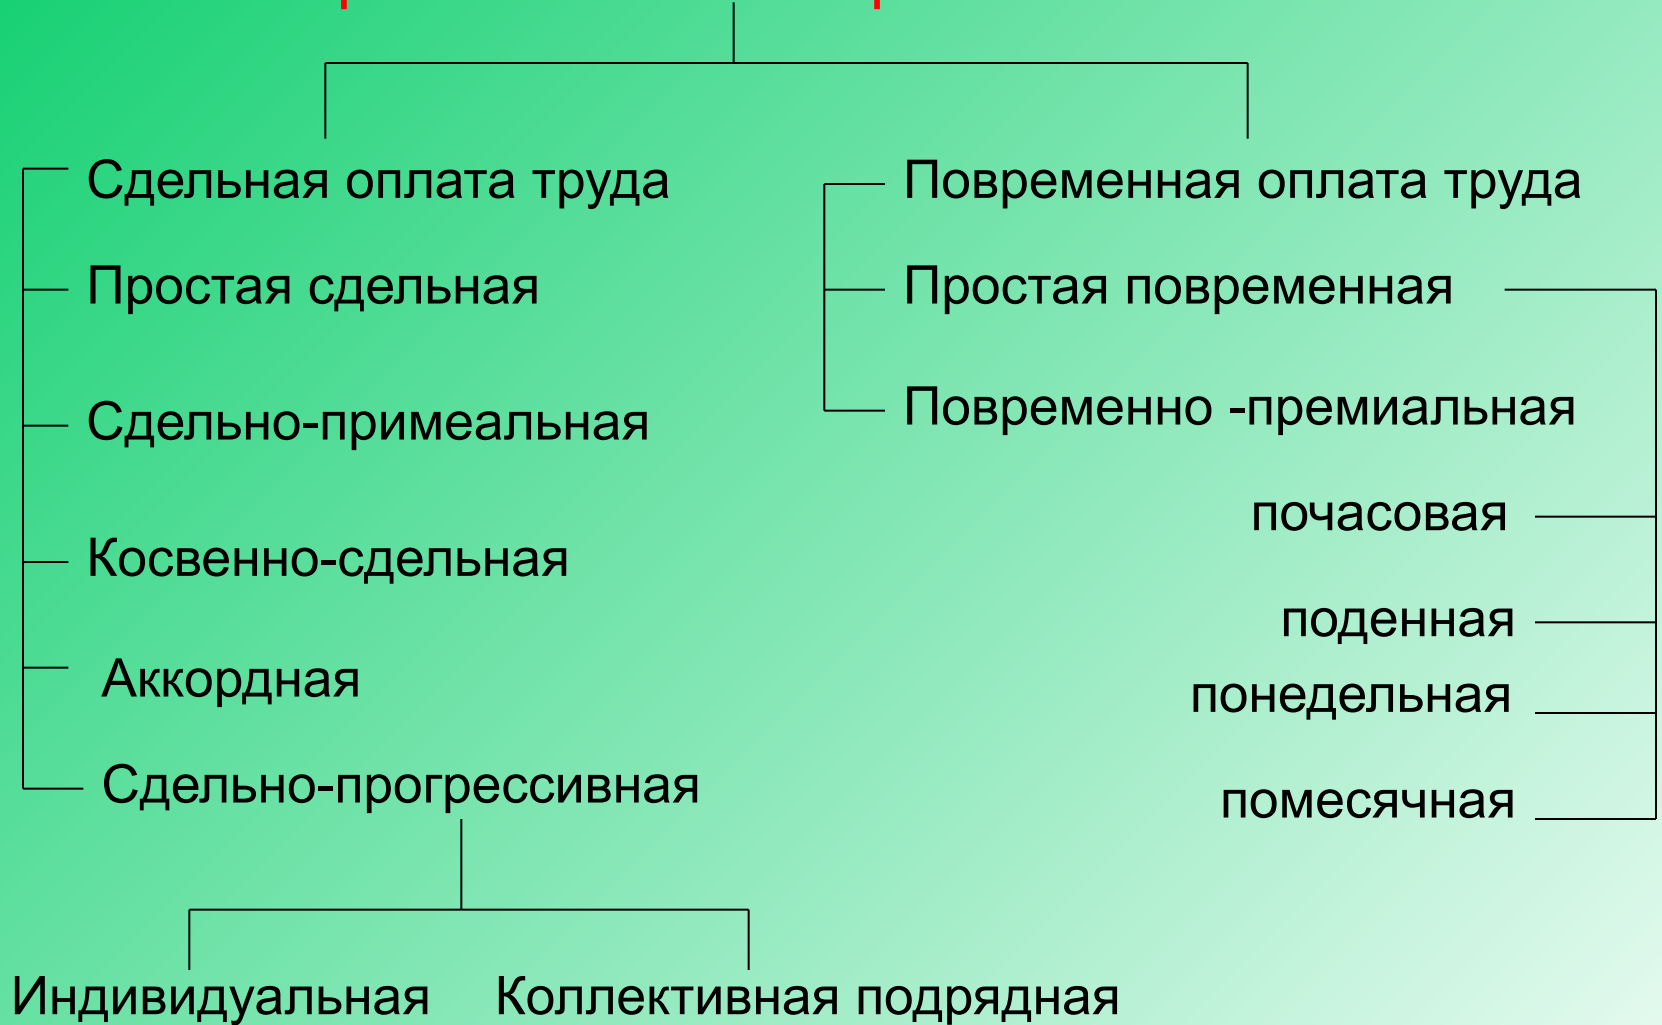 Сдельная оплата труда
Простая сдельная
Сдельно-примеальная
Косвенно-сдельная
Аккордная
Сдельно-прогрессивная
Индивидуальная
Коллективная подрядная
Повременная оплата труда
Простая повременная
Повременно -премиальная
почасовая
поденная
понедельная
помесячная